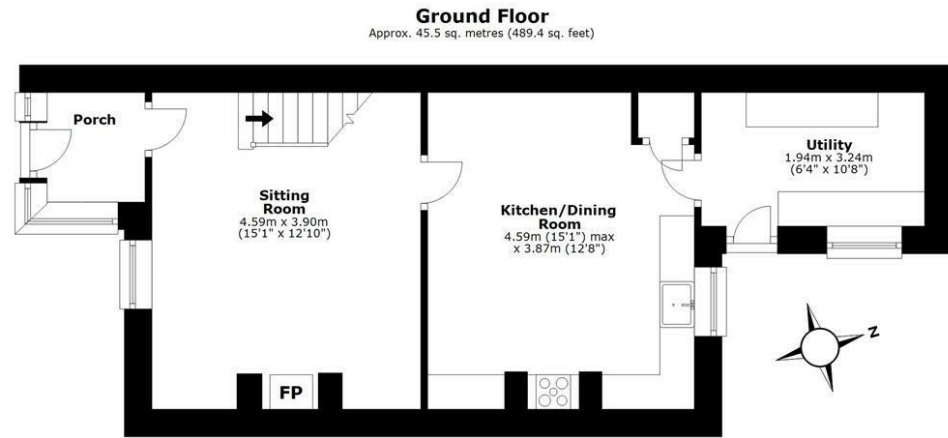 Ground Floor
Approx. 45.5 sq. metres (489.4 sq. feet)
Porch
Sitting
Room
4.59m x 3.90m
(15'1" x 12'10")
Kitchen/Dining
Room
4.59m (15'1") max
x 3.87m (12'8")
Utility
1.94m x 3.24m
(6'4" x 10'8")
FP
N